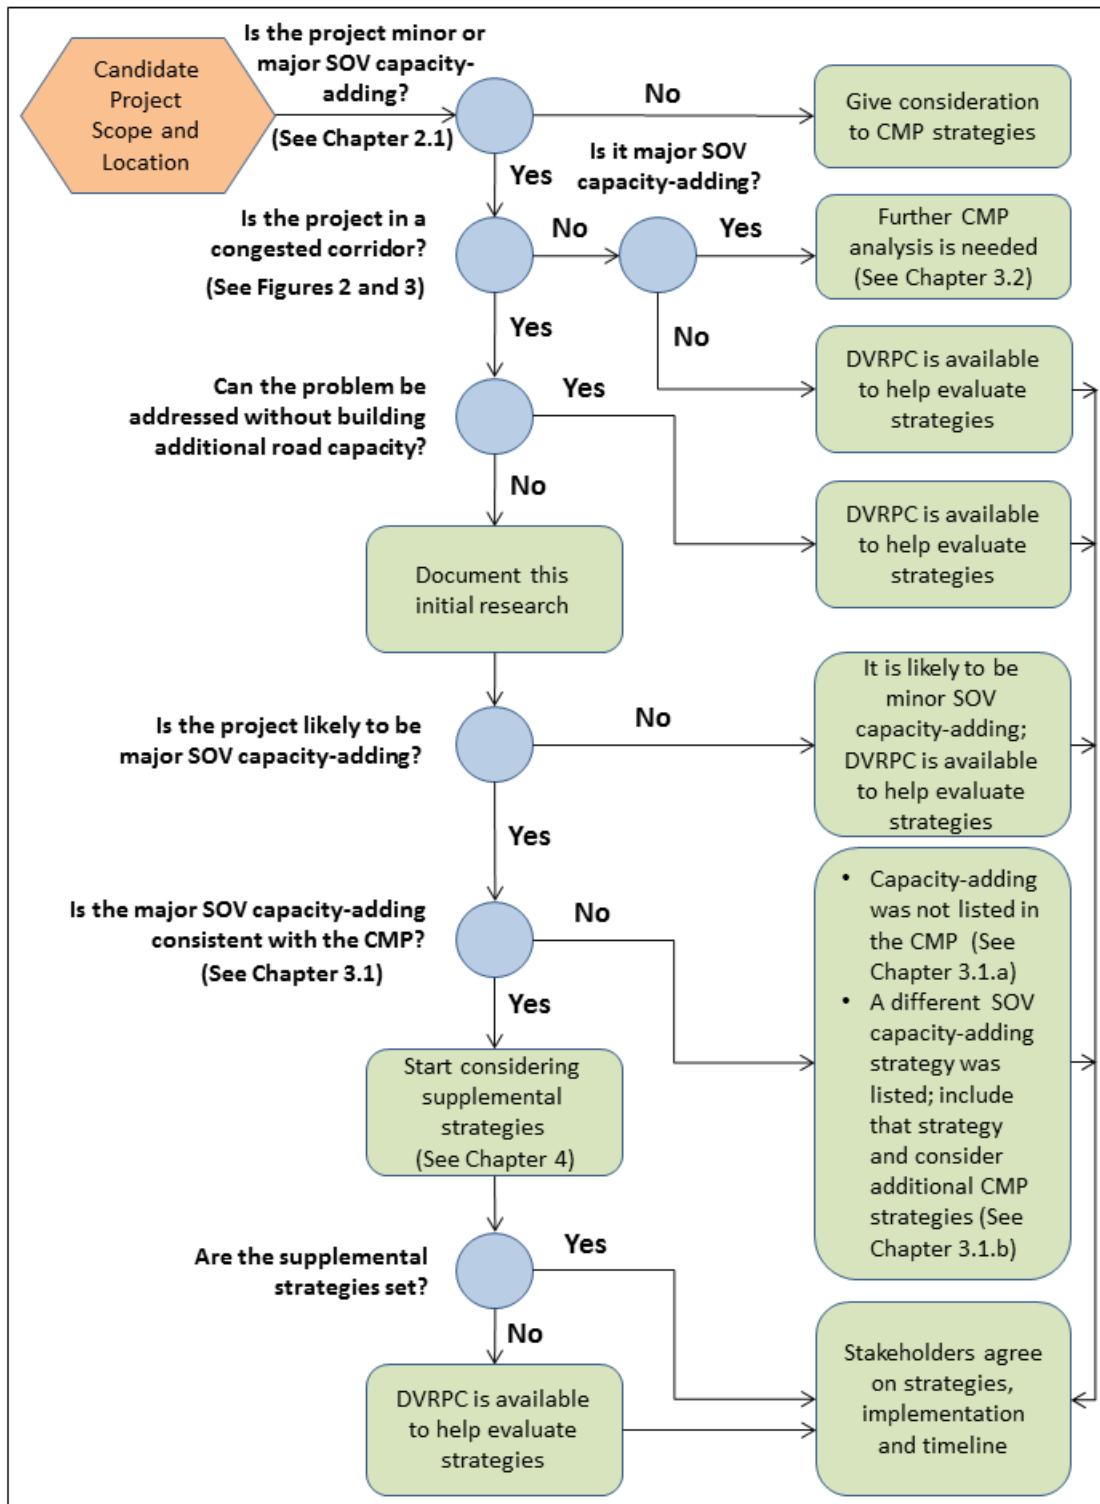 Is the project minor or
major SOV capacity-
adding?
(See Chapter 2.1)
Candidate
Project
Scope and
Location
No
Give consideration
to CMP strategies
Yes
Is it major SOV
capacity-adding?
Is the project in a
congested corridor?
(See Figures 2 and 3)
No
Yes
Further CMP
analysis is needed
(See Chapter 3.2)
Yes
No
DVRPC is available
to help evaluate
strategies
Can the problem be
addressed without building
additional road capacity?
Yes
DVRPC is available
to help evaluate
strategies
No
Document this
initial research
Is the project likely to be
major SOV capacity-adding?
No
It is likely to be
minor SOV
capacity-adding;
DVRPC is available
to help evaluate
strategies
Yes
Is the major SOV capacity-adding
consistent with the CMP?
(See Chapter 3.1)
No
• Capacity-adding
was not listed in
the CMP (See
Chapter 3.1.a)
• A different SOV
capacity-adding
strategy was
listed; include
that strategy
and consider
additional CMP
strategies (See
Chapter 3.1.b)
Yes
Start considering
supplemental
strategies
(See Chapter 4)
Are the supplemental
strategies set?
Yes
No
DVRPC is available
to help evaluate
strategies
Stakeholders agree
on strategies,
implementation
and timeline